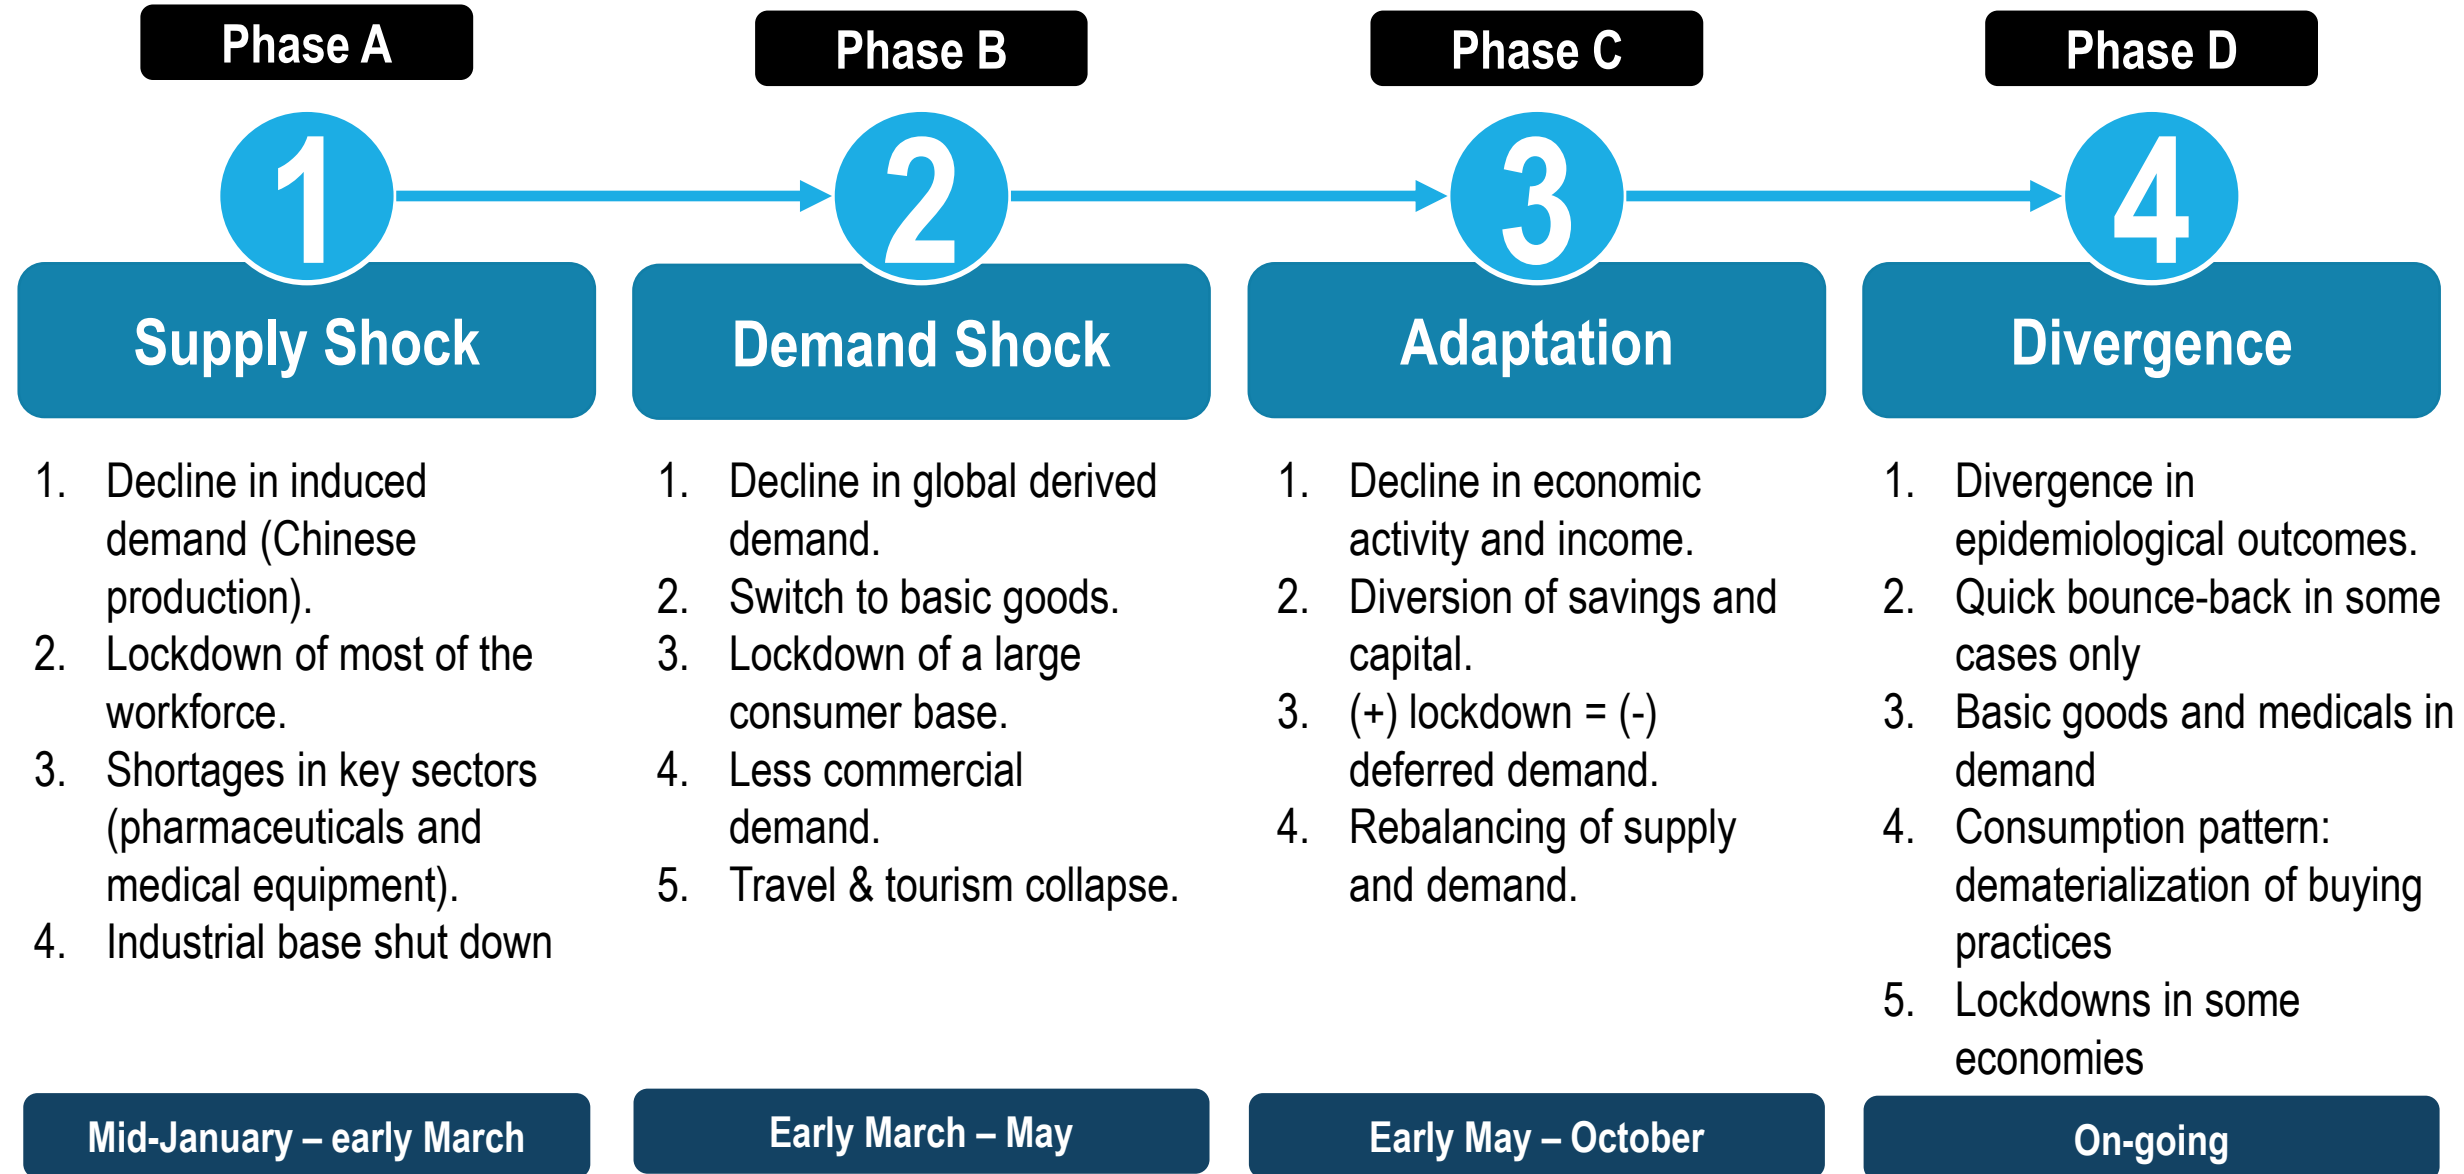 Phase A
1
Supply Shock
1. Decline in induced
demand (Chinese
production).
2. Lockdown of most of the
workforce.
3. Shortages in key sectors
(pharmaceuticals and
medical equipment).
4. Industrial base shut down
Mid-January – early March
Phase B
2
Demand Shock
1. Decline in global derived
demand.
2. Switch to basic goods.
3. Lockdown of a large
consumer base.
4. Less commercial
demand.
5. Travel & tourism collapse.
Early March – May
Phase C
3
Adaptation
1. Decline in economic
activity and income.
2. Diversion of savings and
capital.
3. (+) lockdown = (-)
deferred demand.
4. Rebalancing of supply
and demand.
Early May – October
Phase D
4
Divergence
1. Divergence in
epidemiological outcomes.
2. Quick bounce-back in some
cases only
3. Basic goods and medicals in
demand
4. Consumption pattern:
dematerialization of buying
practices
5. Lockdowns in some
economies
On-going